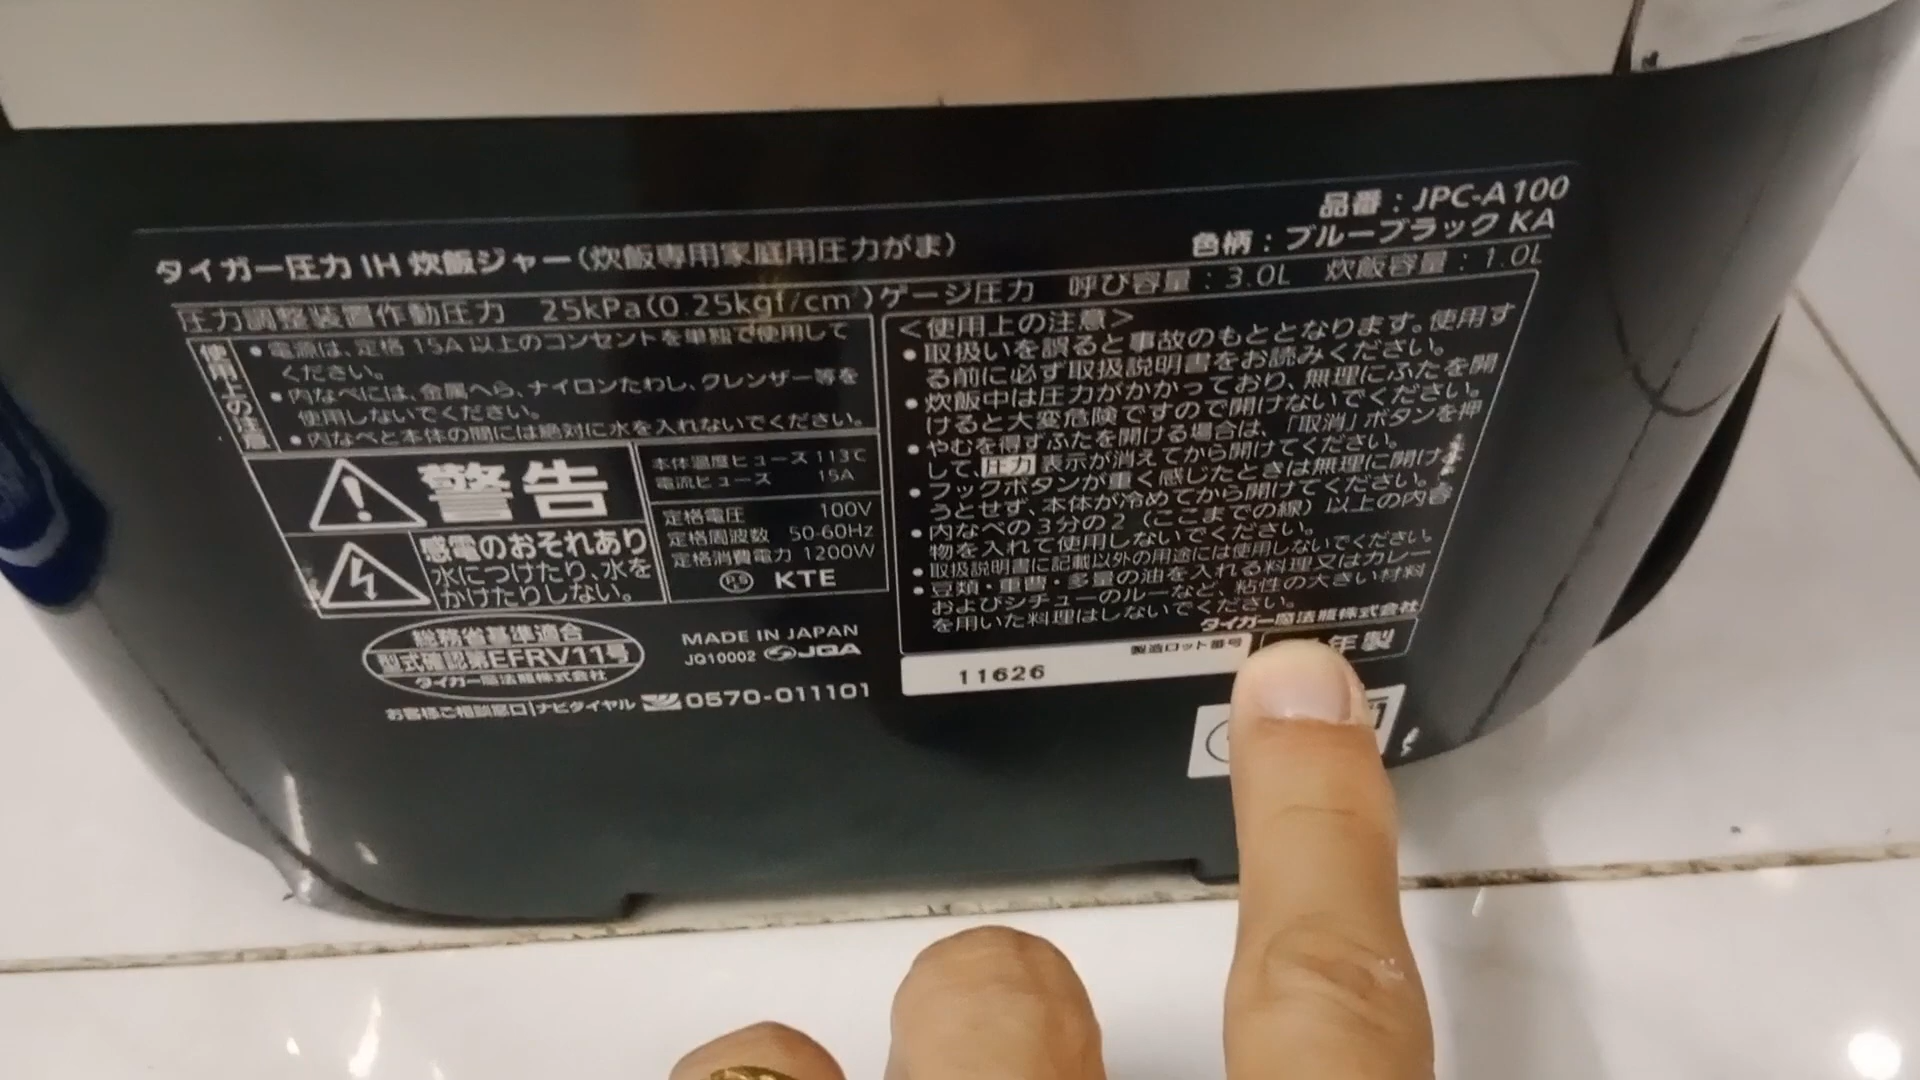 品番：JPC-A100
色柄：ブルーブラック KA
タイガー圧力IH炊飯ジャー（炊飯専用家庭用圧力がま）
圧力調整装置作動圧力 25kPa(0.25kgf/cm²)ゲージ圧力 呼び容量：3.0L 炊飯容量：1.0L
使用上の注意
●電源は、定格15A以上のコンセントを単独で使用して
ください。
●内なべには、金属へら、ナイロンたわし、クレンザー等を
使用しないでください。
●内なべと本体の間には絶対に水を入れないでください。
警告
感電のおそれあり
水につけたり、水を
かけたりしない。
本体温度ヒューズ 113℃
電流ヒューズ 15A
定格電圧 100V
定格周波数 50-60Hz
定格消費電力 1200W
PS KTE
<使用上の注意>
●取扱いを誤ると事故のもととなります。使用す
る前に必ず取扱説明書をお読みください。
●炊飯中は圧力がかかっており、無理にふたを開
けると大変危険ですので開けないでください。
●やむを得ずふたを開ける場合は、「取消」ボタンを押
して、圧力表示が消えてから開けてください。
●フックボタンが重く感じたときは無理に開けよ
うとせず、本体が冷めてから開けてください。
●内なべの3分の2（ここまでの線）以上の内容
物を入れて使用しないでください。
●取扱説明書に記載以外の用途には使用しないでください。
●豆類・重曹・多量の油を入れる料理又はカレー
およびシチューのルーなど、粘性の大きい材料
を用いた料理はしないでください。
タイガー魔法瓶株式会社
総務省基準適合
型式確認第EFRV11号
タイガー魔法瓶株式会社
MADE IN JAPAN
JQ10002 JQA
お客様ご相談窓口|ナビダイヤル 0570-011101
製造ロット番号
11626
年製